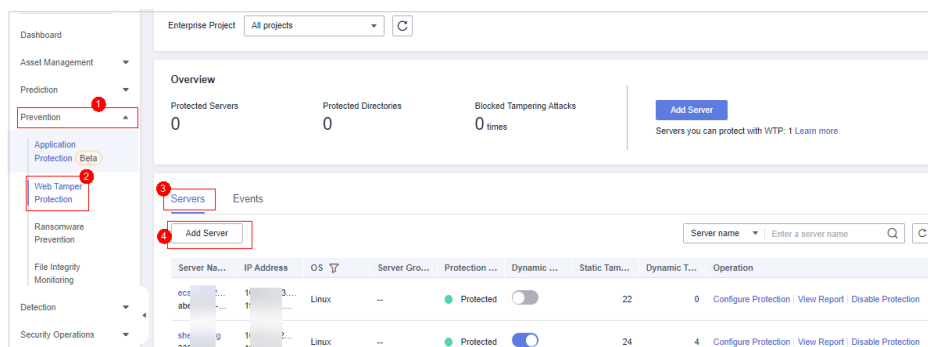 Enterprise Project All projects
Dashboard
Asset Management
Prediction
1
Prevention
Application
Protection Beta
2
Web Tamper
Protection
Ransomware
Prevention
File Integrity
Monitoring
Detection
Security Operations
Overview
Protected Servers Protected Directories Blocked Tampering Attacks
0 0 0 times
Add Server
Servers you can protect with WTP: 1 Learn more
3
Servers Events
4
Add Server Server name Enter a server name
Server Na... IP Address OS Server Gro... Protection ... Dynamic ... Static Tam... Dynamic T... Operation
Linux -- Protected 22 0 Configure Protection View Report Disable Protection
Linux -- Protected 24 4 Configure Protection View Report Disable Protection